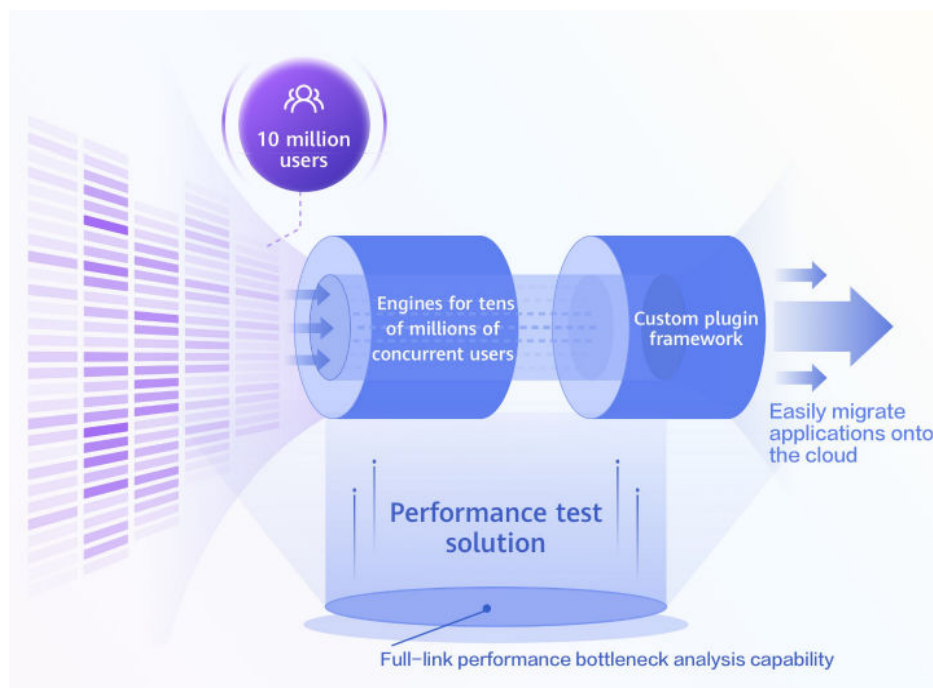 10 million
users
Engines for tens
of millions of
concurrent users
Custom plugin
framework
Easily migrate
applications onto
the cloud
Performance test
solution
Full-link performance bottleneck analysis capability